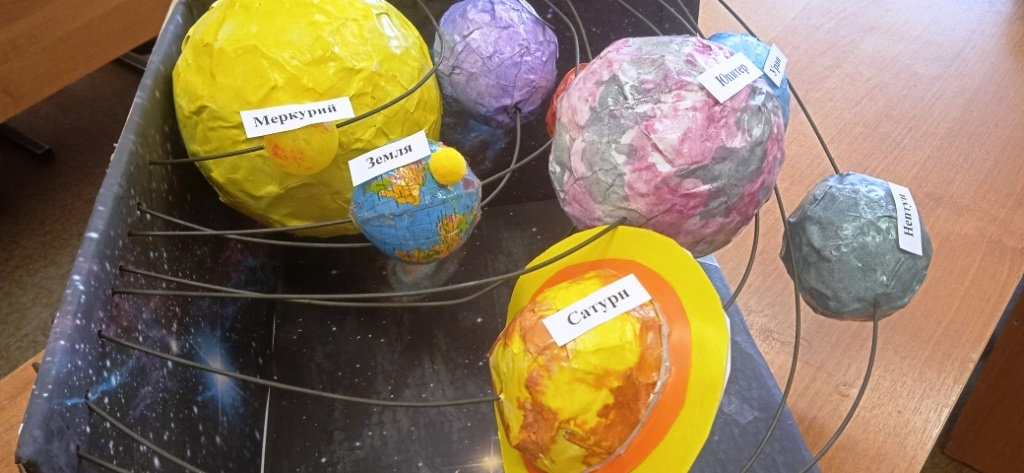 Меркурий
Земля
Юпитер
Уран
Нептун
Сатурн